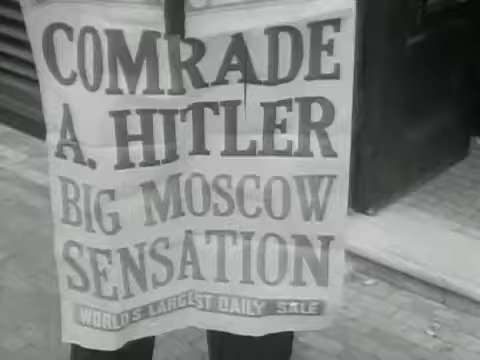 COMRADE
A. HITLER
BIG MOSCOW
SENSATION
WORLD'S LARGEST DAILY SALE